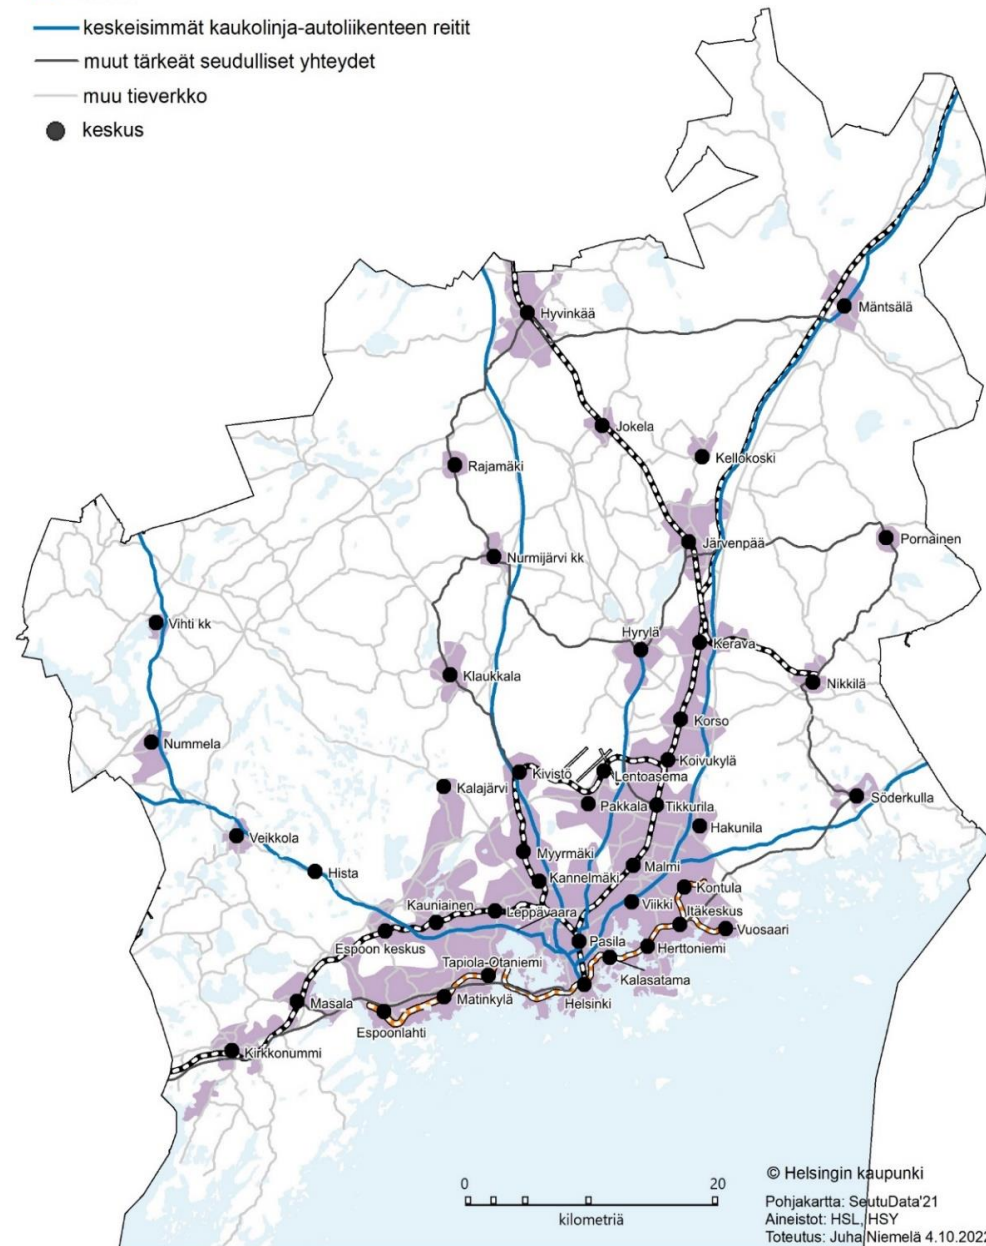 keskeisimmät kaukolinja-autoliikenteen reitit
muut tärkeät seudulliset yhteydet
muu tieverkko
keskus
Hyvinkää
Mäntsälä
Jokela
Kellokoski
Rajamäki
Järvenpää
Pornainen
Nurmijärvi kk
Vihti kk
Hyrylä
Kerava
Klaukkala
Nikkilä
Korso
Nummela
Koivukylä
Kivistö
Lentoasema
Kalajärvi
Pakkala
Tikkurila
Söderkulla
Hakunila
Veikkola
Myyrmäki
Malmi
Hista
Kannelmäki
Kontula
Kauniainen
Leppävaara
Viikki
Itäkeskus
Vuosaari
Espoon keskus
Pasila
Herttoniemi
Tapiola-Otaniemi
Kalasatama
Masala
Matinkylä
Helsinki
Espoonlahti
Kirkkonummi
0
20
kilometriä
© Helsingin kaupunki
Pohjakartta: SeutuData'21
Aineistot: HSL, HSY
Toteutus: Juha Niemelä 4.10.2022